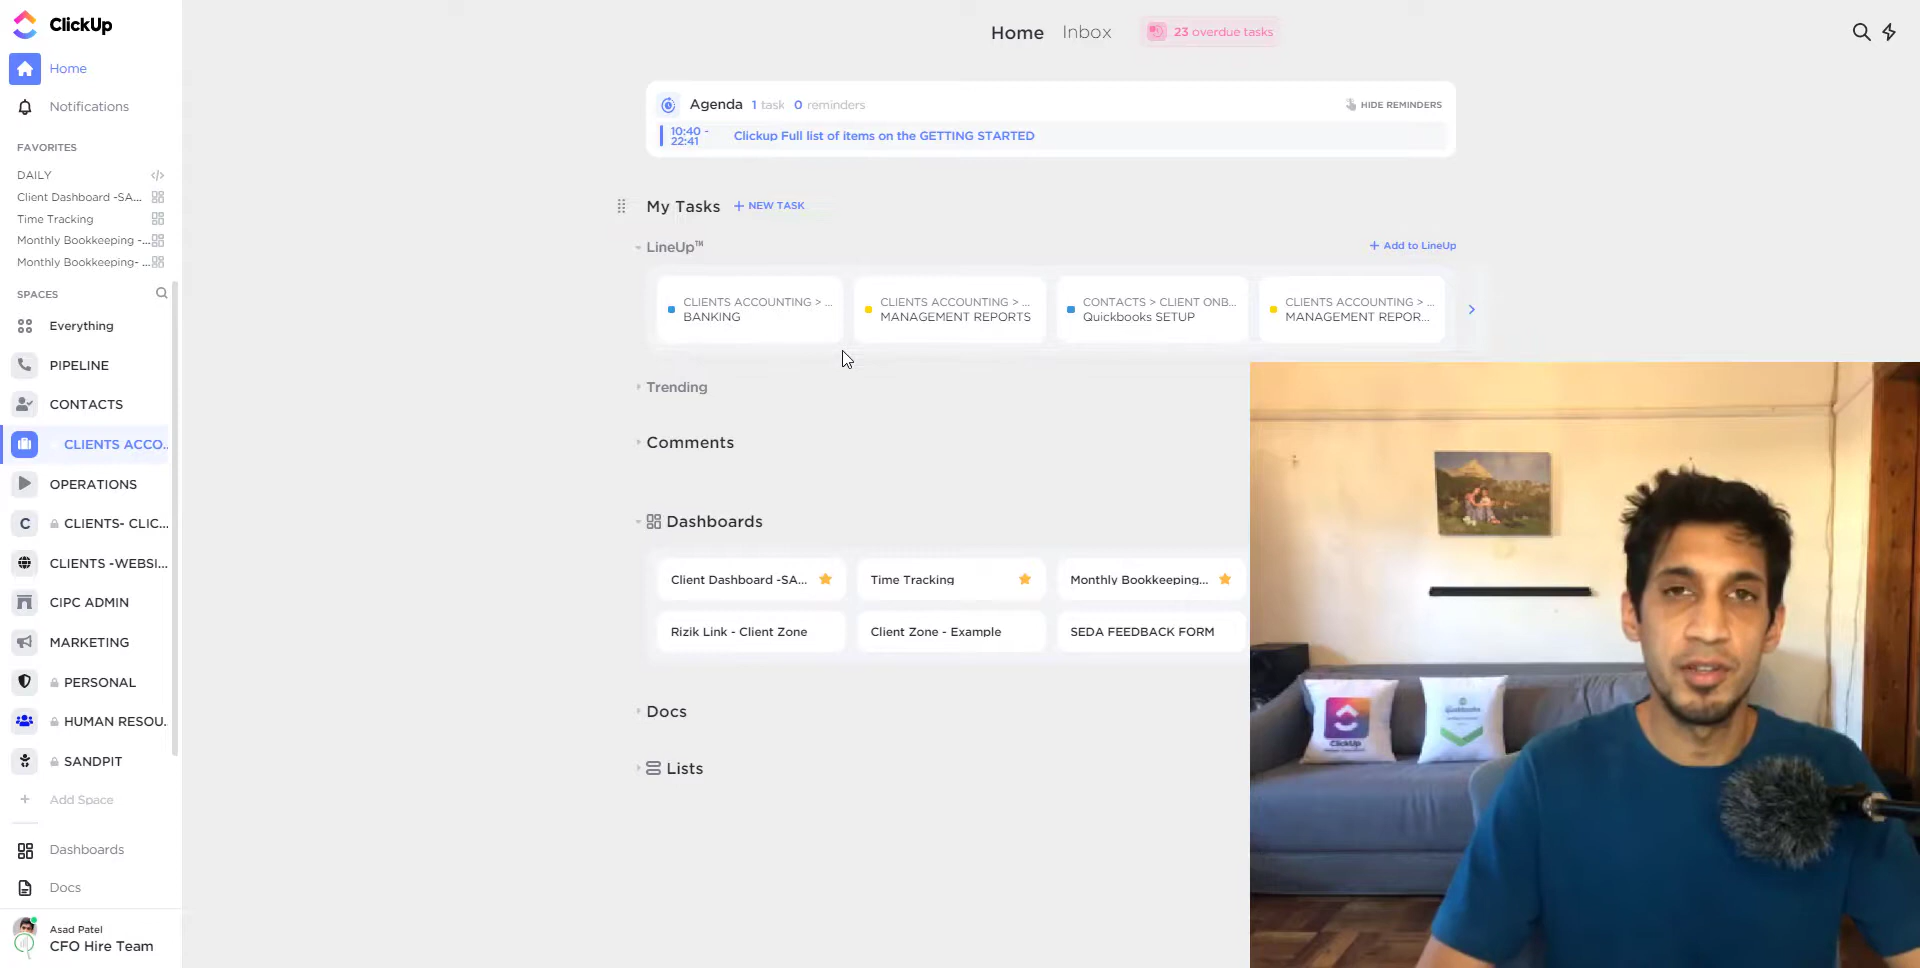 ClickUp
Home
Notifications
FAVORITES
DAILY
Client Dashboard -SA...
Time Tracking
Monthly Bookkeeping -...
Monthly Bookkeeping- ...
SPACES
Everything
PIPELINE
CONTACTS
CLIENTS ACCO...
OPERATIONS
C CLIENTS- CLIC...
CLIENTS -WEBSI...
CIPC ADMIN
MARKETING
PERSONAL
HUMAN RESOU...
SANDPIT
+ Add Space
Dashboards
Docs
Asad Patel
CFO Hire Team
Home Inbox 23 overdue tasks
Agenda 1 task 0 reminders HIDE REMINDERS
10:40 -
22:41
Clickup Full list of items on the GETTING STARTED
My Tasks + NEW TASK
LineUp™ + Add to LineUp
CLIENTS ACCOUNTING > ...
BANKING
CLIENTS ACCOUNTING > ...
MANAGEMENT REPORTS
CONTACTS > CLIENT ONB...
Quickbooks SETUP
CLIENTS ACCOUNTING > ...
MANAGEMENT REPOR...
Trending
Comments
Dashboards
Client Dashboard -SA...
Time Tracking
Monthly Bookkeeping...
Rizik Link - Client Zone
Client Zone - Example
SEDA FEEDBACK FORM
Docs
Lists
ClickUp